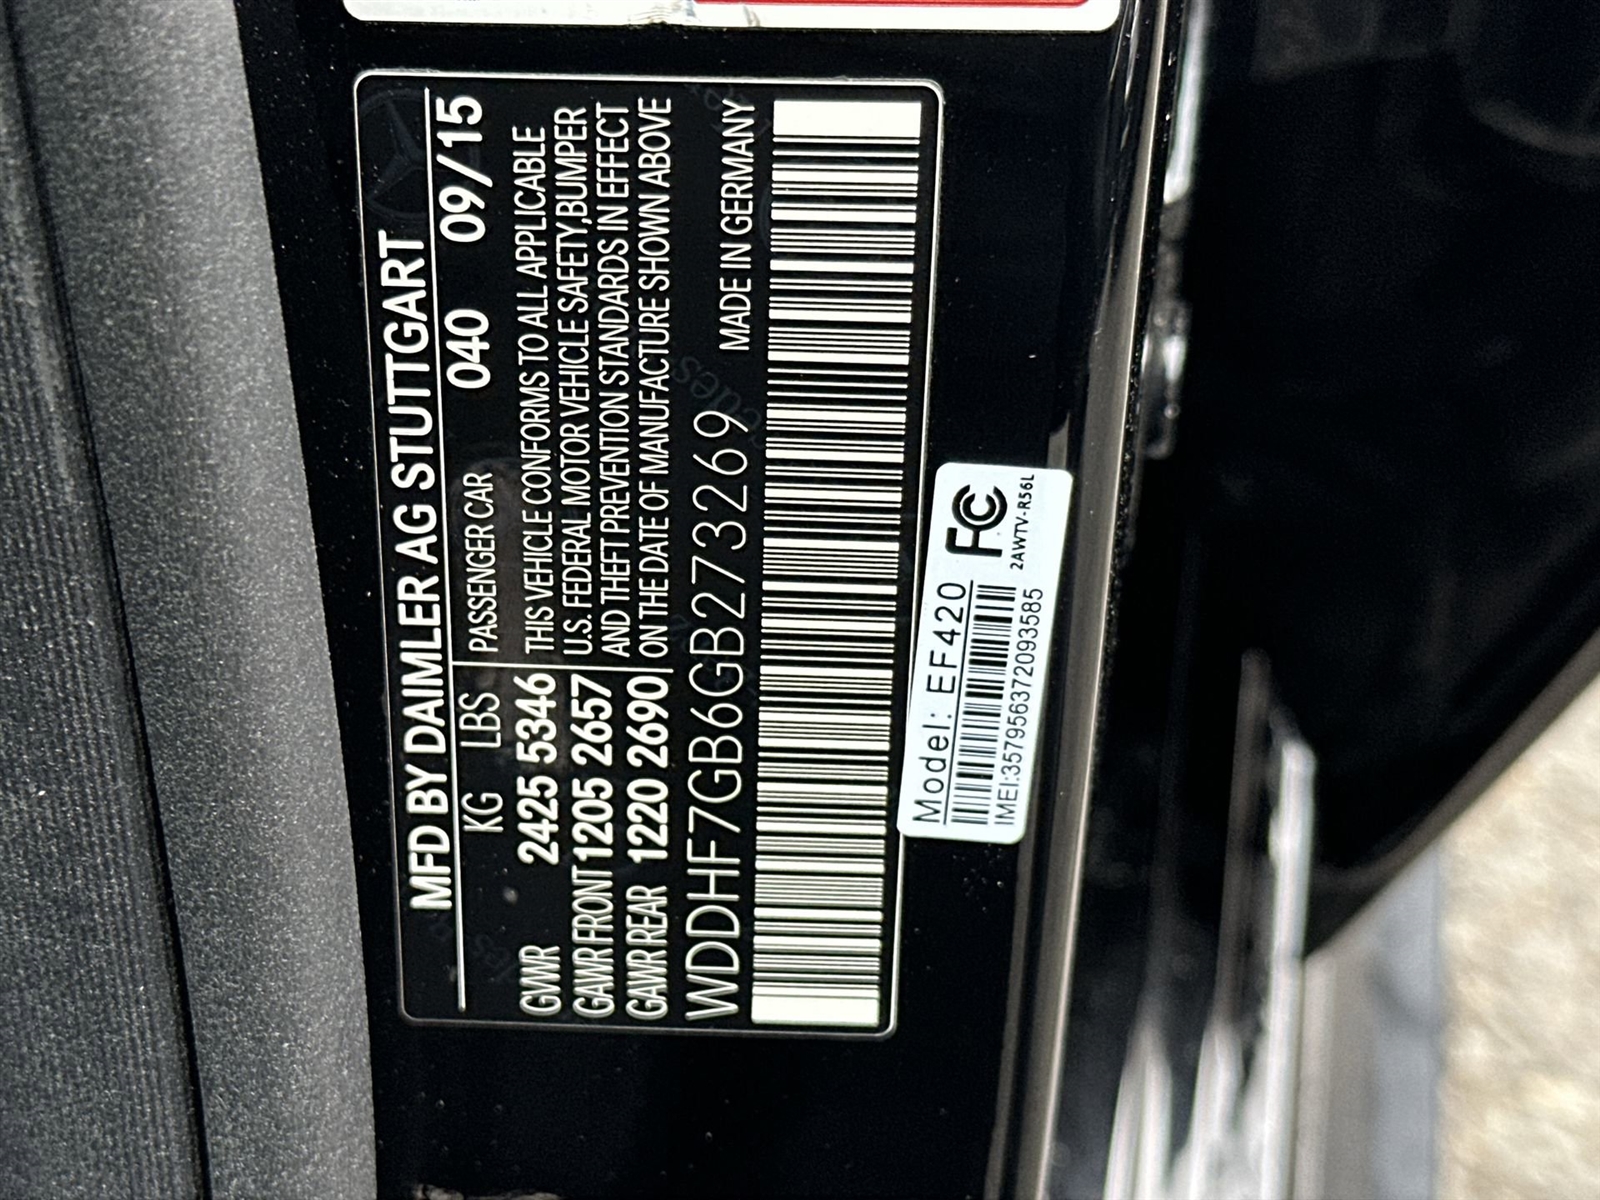 MFD BY DAIMLER AG STUTTGART
KG LBS PASSENGER CAR 040 09/15
GVWR 2425 5346 THIS VEHICLE CONFORMS TO ALL APPLICABLE
GAWR FRONT 1205 2657 U.S. FEDERAL MOTOR VEHICLE SAFETY, BUMPER
GAWR REAR 1220 2690 AND THEFT PREVENTION STANDARDS IN EFFECT
ON THE DATE OF MANUFACTURE SHOWN ABOVE
WDDHF7GB6GB273269 MADE IN GERMANY
Model: EF420
FC
IMEI:357956372093585
2AWTV-R56L